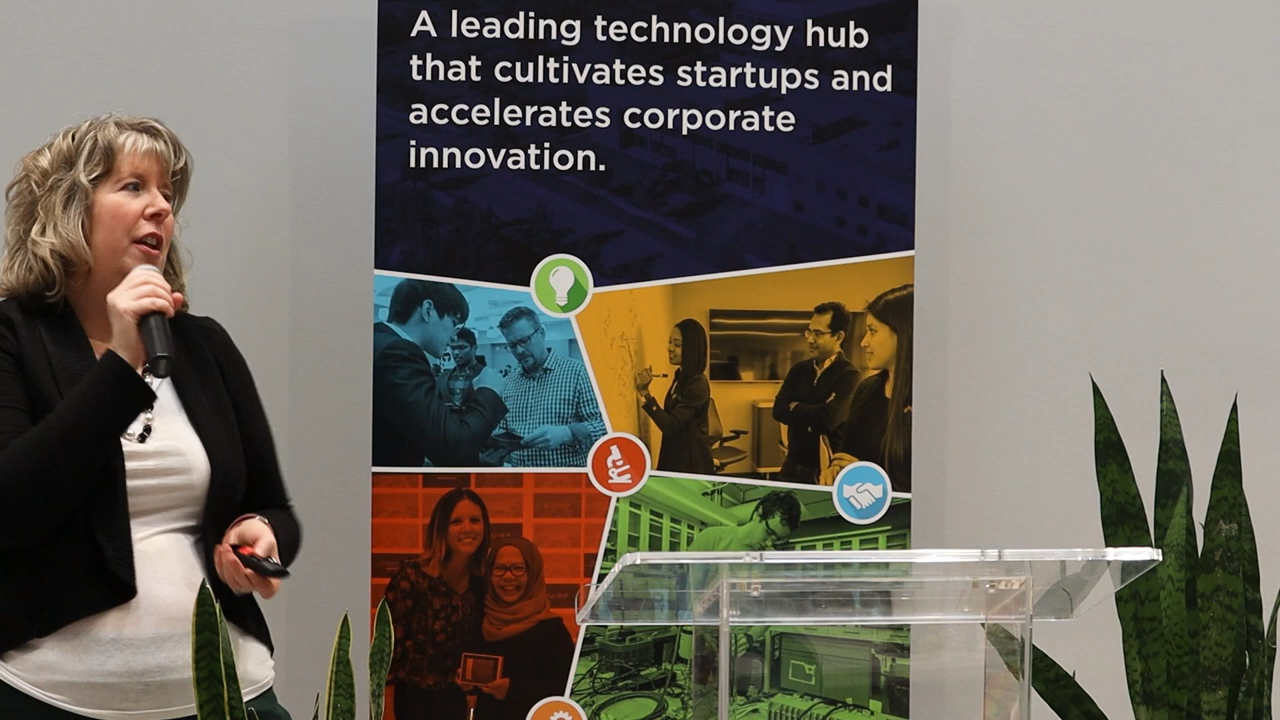 A leading technology hub
that cultivates startups and
accelerates corporate
innovation.